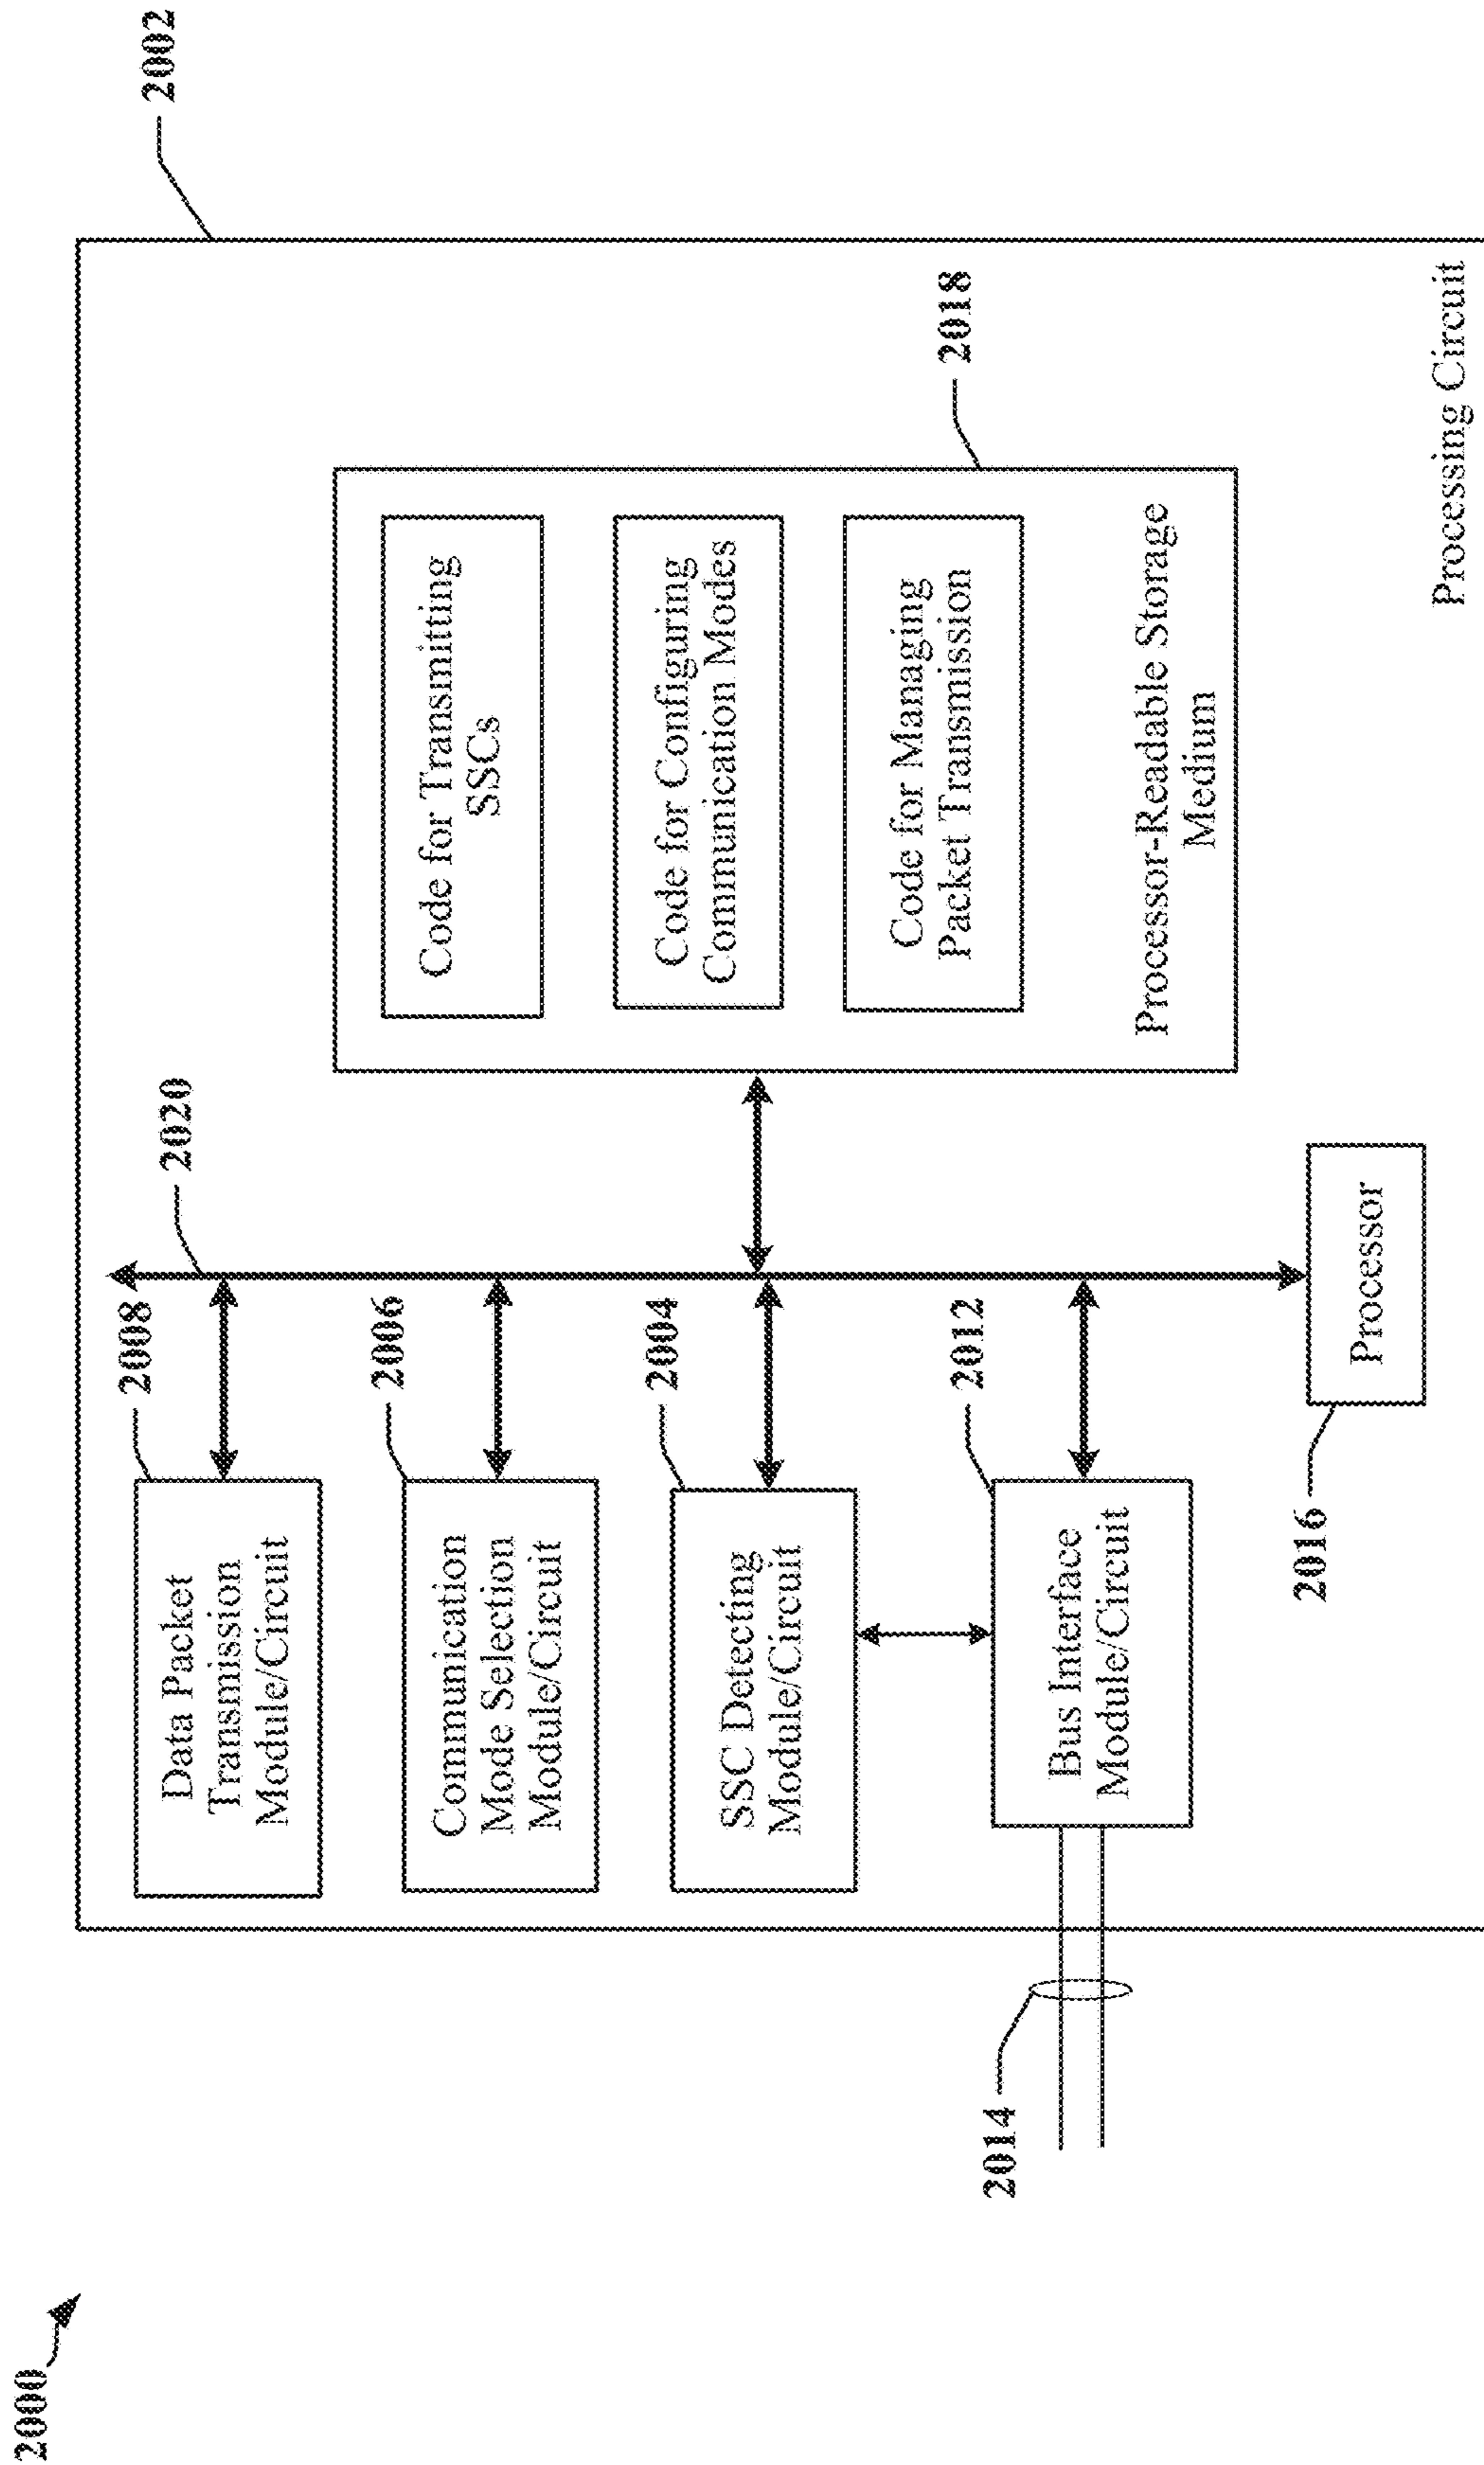 2000
2002
2020
2008
Data Packet
Transmission
Module/Circuit
2006
Communication
Mode Selection
Module/Circuit
2004
SSC Detecting
Module/Circuit
2012
Bus Interface
Module/Circuit
2014
2016
Processor
2018
Code for Transmitting
SSCs
Code for Configuring
Communication Modes
Code for Managing
Packet Transmission
Processor-Readable Storage
Medium
Processing Circuit